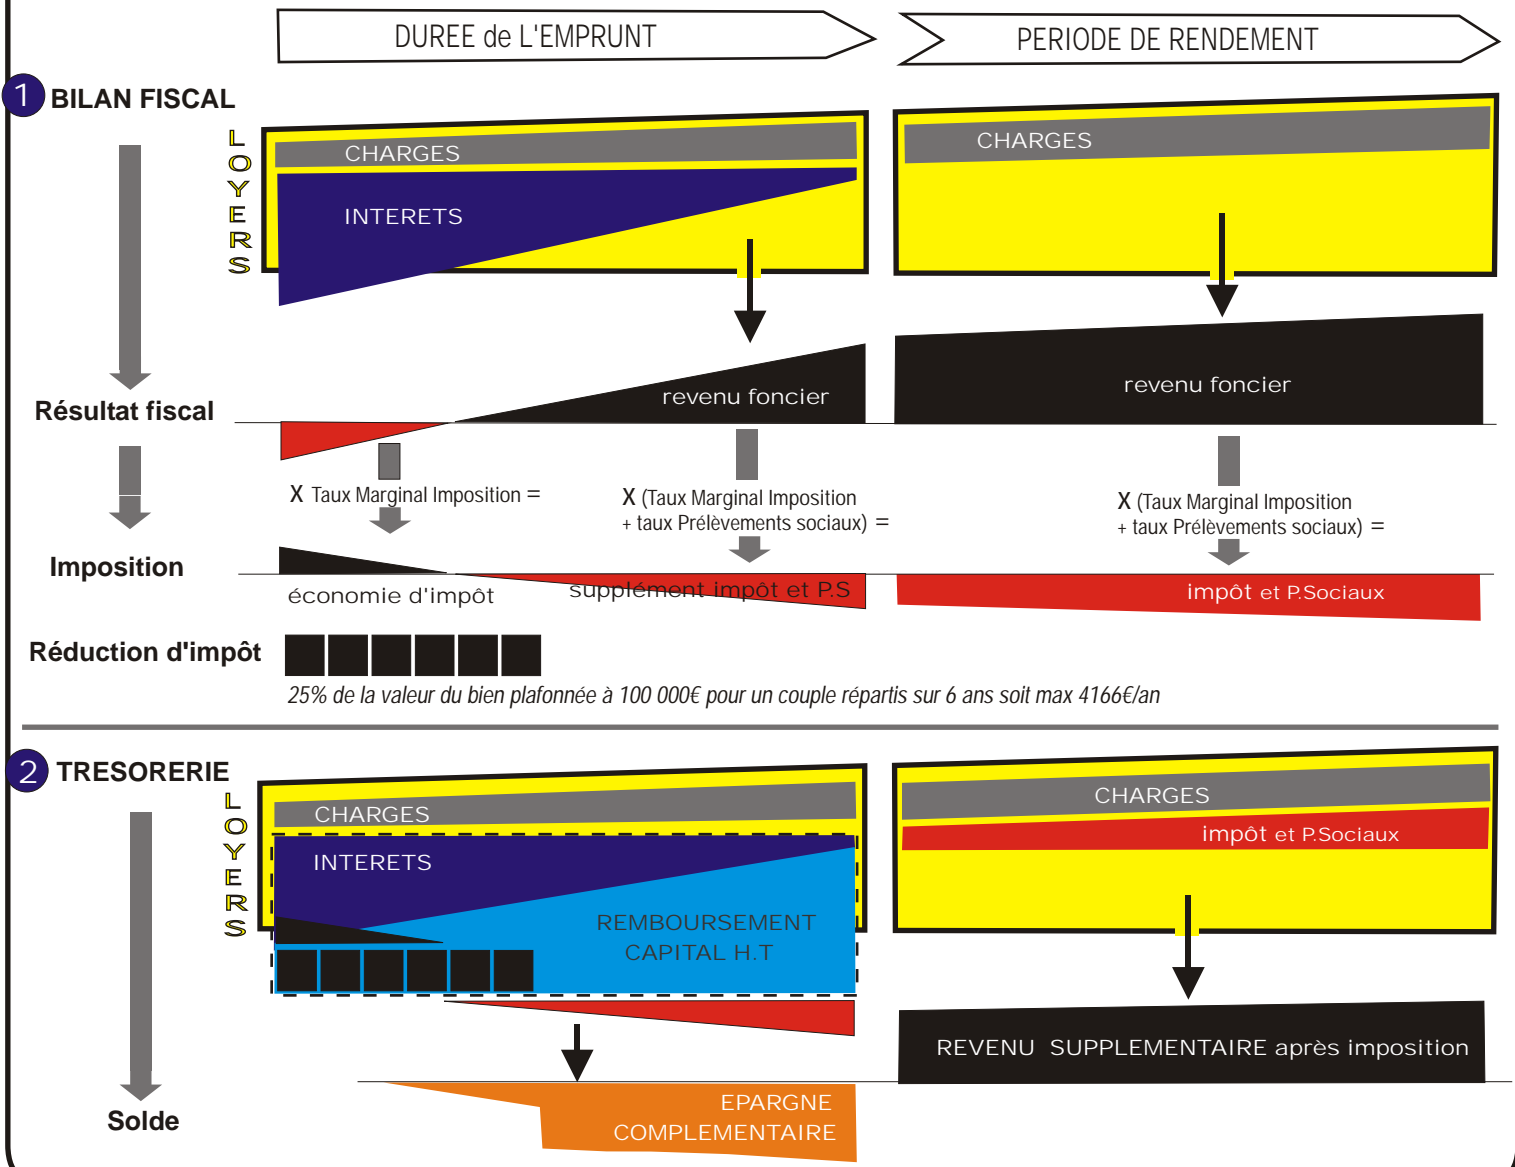 DUREE de L'EMPRUNT
PERIODE DE RENDEMENT
1 BILAN FISCAL
LOYERS
CHARGES
INTERETS
CHARGES
revenu foncier
revenu foncier
Résultat fiscal
X Taux Marginal Imposition =
X (Taux Marginal Imposition
+ taux Prélèvements sociaux) =
X (Taux Marginal Imposition
+ taux Prélèvements sociaux) =
Imposition
économie d'impôt
supplément impôt et P.S
impôt et P.Sociaux
Réduction d'impôt
25% de la valeur du bien plafonnée à 100 000€ pour un couple répartis sur 6 ans soit max 4166€/an
2 TRESORERIE
LOYERS
CHARGES
INTERETS
REMBOURSEMENT
CAPITAL H.T
CHARGES
impôt et P.Sociaux
REVENU SUPPLEMENTAIRE après imposition
Solde
EPARGNE
COMPLEMENTAIRE